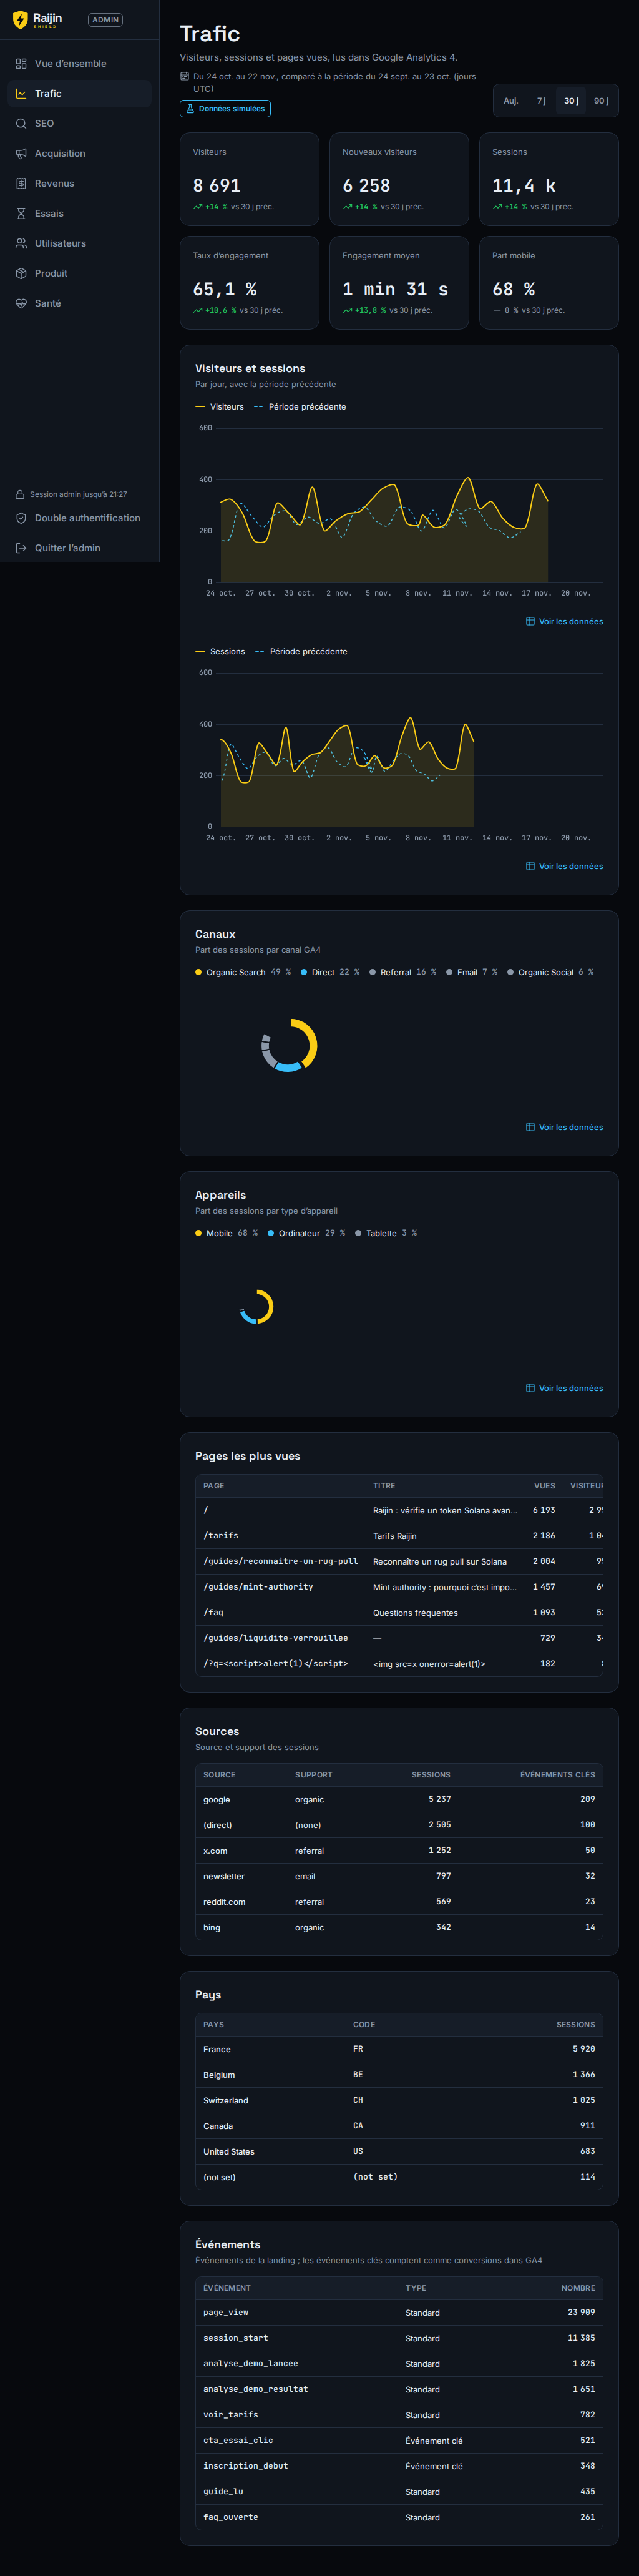 Raijin
SHIELD
ADMIN
Vue d’ensemble
Trafic
SEO
Acquisition
Revenus
Essais
Utilisateurs
Produit
Santé
Session admin jusqu’à 21:27
Double authentification
Quitter l’admin
Trafic
Visiteurs, sessions et pages vues, lus dans Google Analytics 4.
Du 24 oct. au 22 nov., comparé à la période du 24 sept. au 23 oct. (jours
UTC)
Données simulées
Auj. 7 j 30 j 90 j
Visiteurs
8 691
+14 % vs 30 j préc.
Nouveaux visiteurs
6 258
+14 % vs 30 j préc.
Sessions
11,4 k
+14 % vs 30 j préc.
Taux d’engagement
65,1 %
+10,6 % vs 30 j préc.
Engagement moyen
1 min 31 s
+13,8 % vs 30 j préc.
Part mobile
68 %
0 % vs 30 j préc.
Visiteurs et sessions
Par jour, avec la période précédente
Visiteurs Période précédente
600
400
200
0
24 oct. 27 oct. 30 oct. 2 nov. 5 nov. 8 nov. 11 nov. 14 nov. 17 nov. 20 nov.
Voir les données
Sessions Période précédente
600
400
200
0
24 oct. 27 oct. 30 oct. 2 nov. 5 nov. 8 nov. 11 nov. 14 nov. 17 nov. 20 nov.
Voir les données
Canaux
Part des sessions par canal GA4
Organic Search 49 % Direct 22 % Referral 16 % Email 7 % Organic Social 6 %
Voir les données
Appareils
Part des sessions par type d’appareil
Mobile 68 % Ordinateur 29 % Tablette 3 %
Voir les données
Pages les plus vues
PAGE TITRE VUES VISITEUR
/ Raijin : vérifie un token Solana avan… 6 193 2 9
/tarifs Tarifs Raijin 2 186 1 0
/guides/reconnaitre-un-rug-pull Reconnaître un rug pull sur Solana 2 004 9
/guides/mint-authority Mint authority : pourquoi c’est impo… 1 457 6
/faq Questions fréquentes 1 093 5
/guides/liquidite-verrouillee — 729 3
/?q=<script>alert(1)</script> <img src=x onerror=alert(1)> 182
Sources
Source et support des sessions
SOURCE SUPPORT SESSIONS ÉVÉNEMENTS CLÉS
google organic 5 237 209
(direct) (none) 2 505 100
x.com referral 1 252 50
newsletter email 797 32
reddit.com referral 569 23
bing organic 342 14
Pays
PAYS CODE SESSIONS
France FR 5 920
Belgium BE 1 366
Switzerland CH 1 025
Canada CA 911
United States US 683
(not set) (not set) 114
Événements
Événements de la landing ; les événements clés comptent comme conversions dans GA4
ÉVÉNEMENT TYPE NOMBRE
page_view Standard 23 909
session_start Standard 11 385
analyse_demo_lancee Standard 1 825
analyse_demo_resultat Standard 1 651
voir_tarifs Standard 782
cta_essai_clic Événement clé 521
inscription_debut Événement clé 348
guide_lu Standard 435
faq_ouverte Standard 261